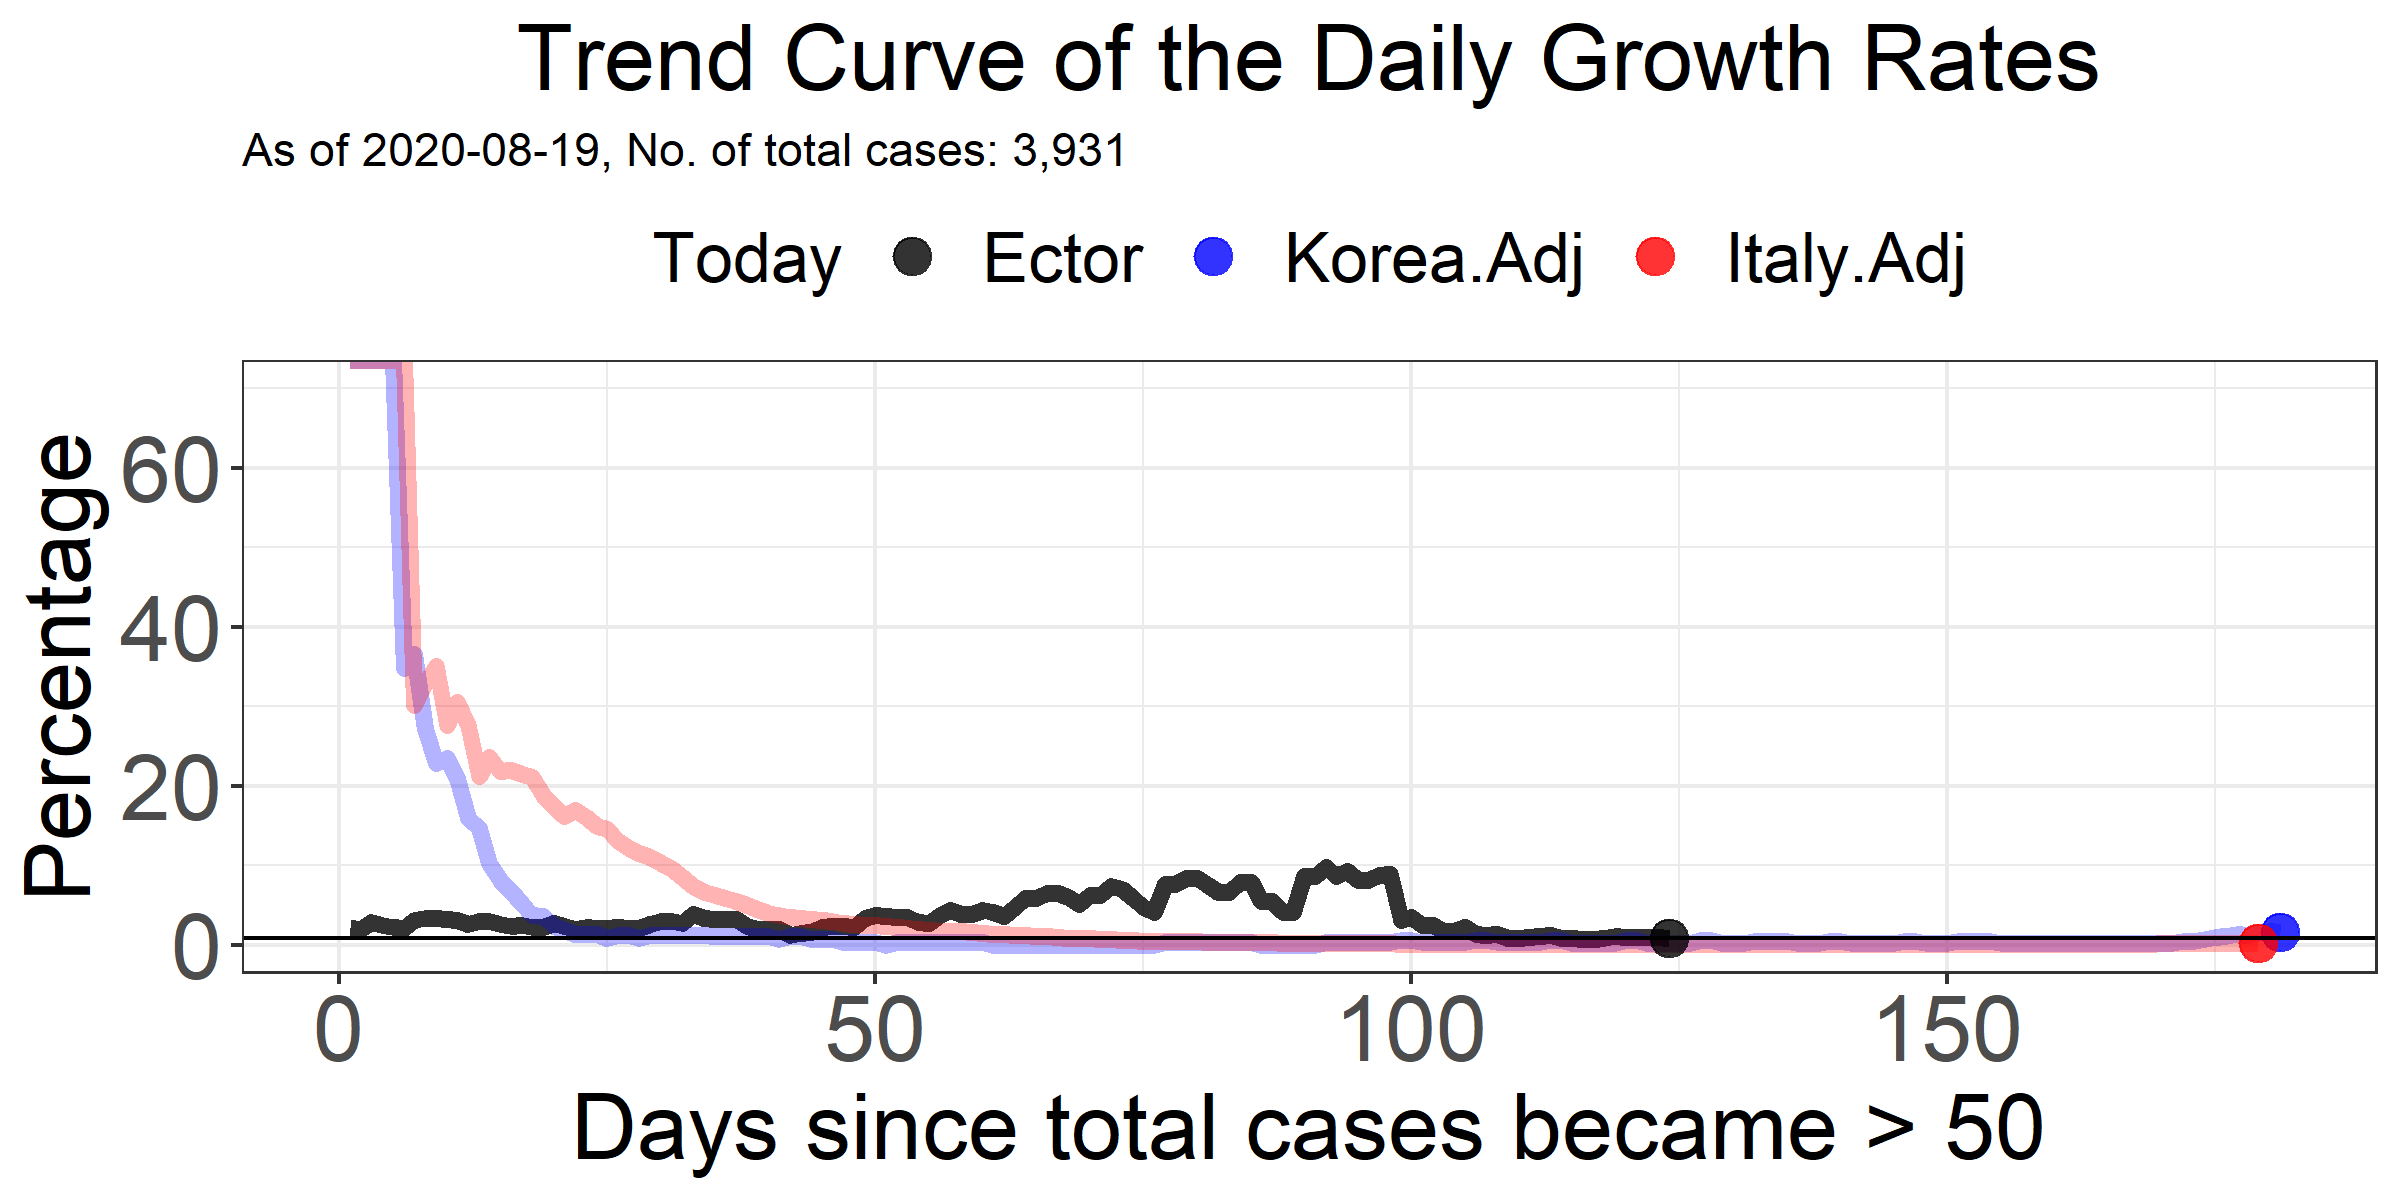 Trend Curve of the Daily Growth Rates
As of 2020-08-19, No. of total cases: 3,931
Today Ector Korea.Adj Italy.Adj
Percentage
60
40
20
0
0 50 100 150
Days since total cases became > 50